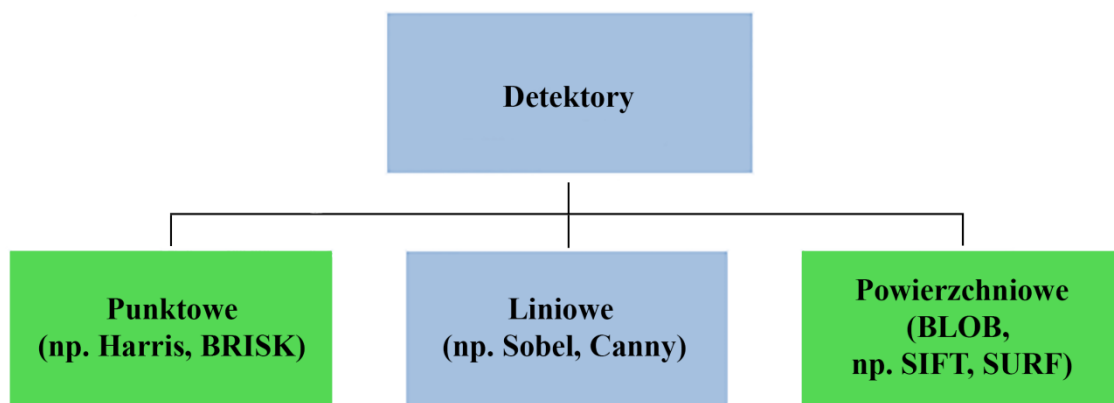 Detektory
Punktowe
(np. Harris, BRISK)
Liniowe
(np. Sobel, Canny)
Powierzchniowe
(BLOB,
np. SIFT, SURF)